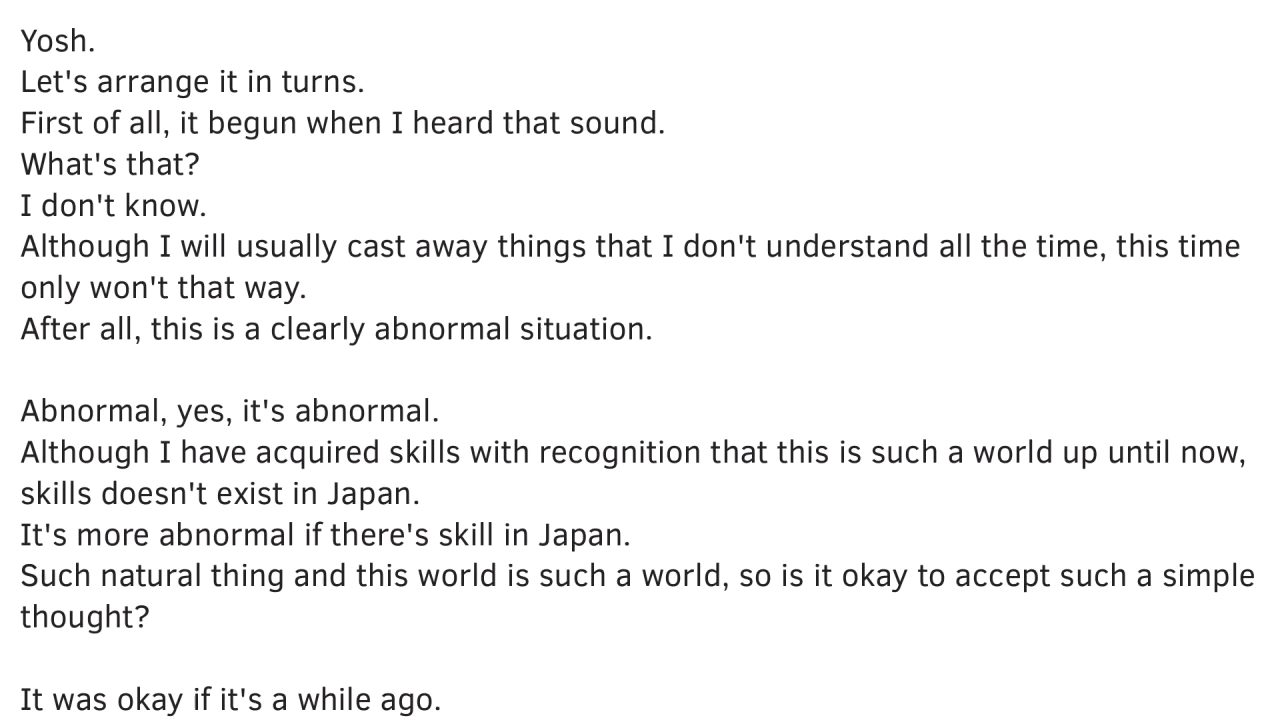 Yosh.
Let's arrange it in turns.
First of all, it begun when I heard that sound.
What's that?
I don't know.
Although I will usually cast away things that I don't understand all the time, this time
only won't that way.
After all, this is a clearly abnormal situation.
Abnormal, yes, it's abnormal.
Although I have acquired skills with recognition that this is such a world up until now,
skills doesn't exist in Japan.
It's more abnormal if there's skill in Japan.
Such natural thing and this world is such a world, so is it okay to accept such a simple
thought?
It was okay if it's a while ago.